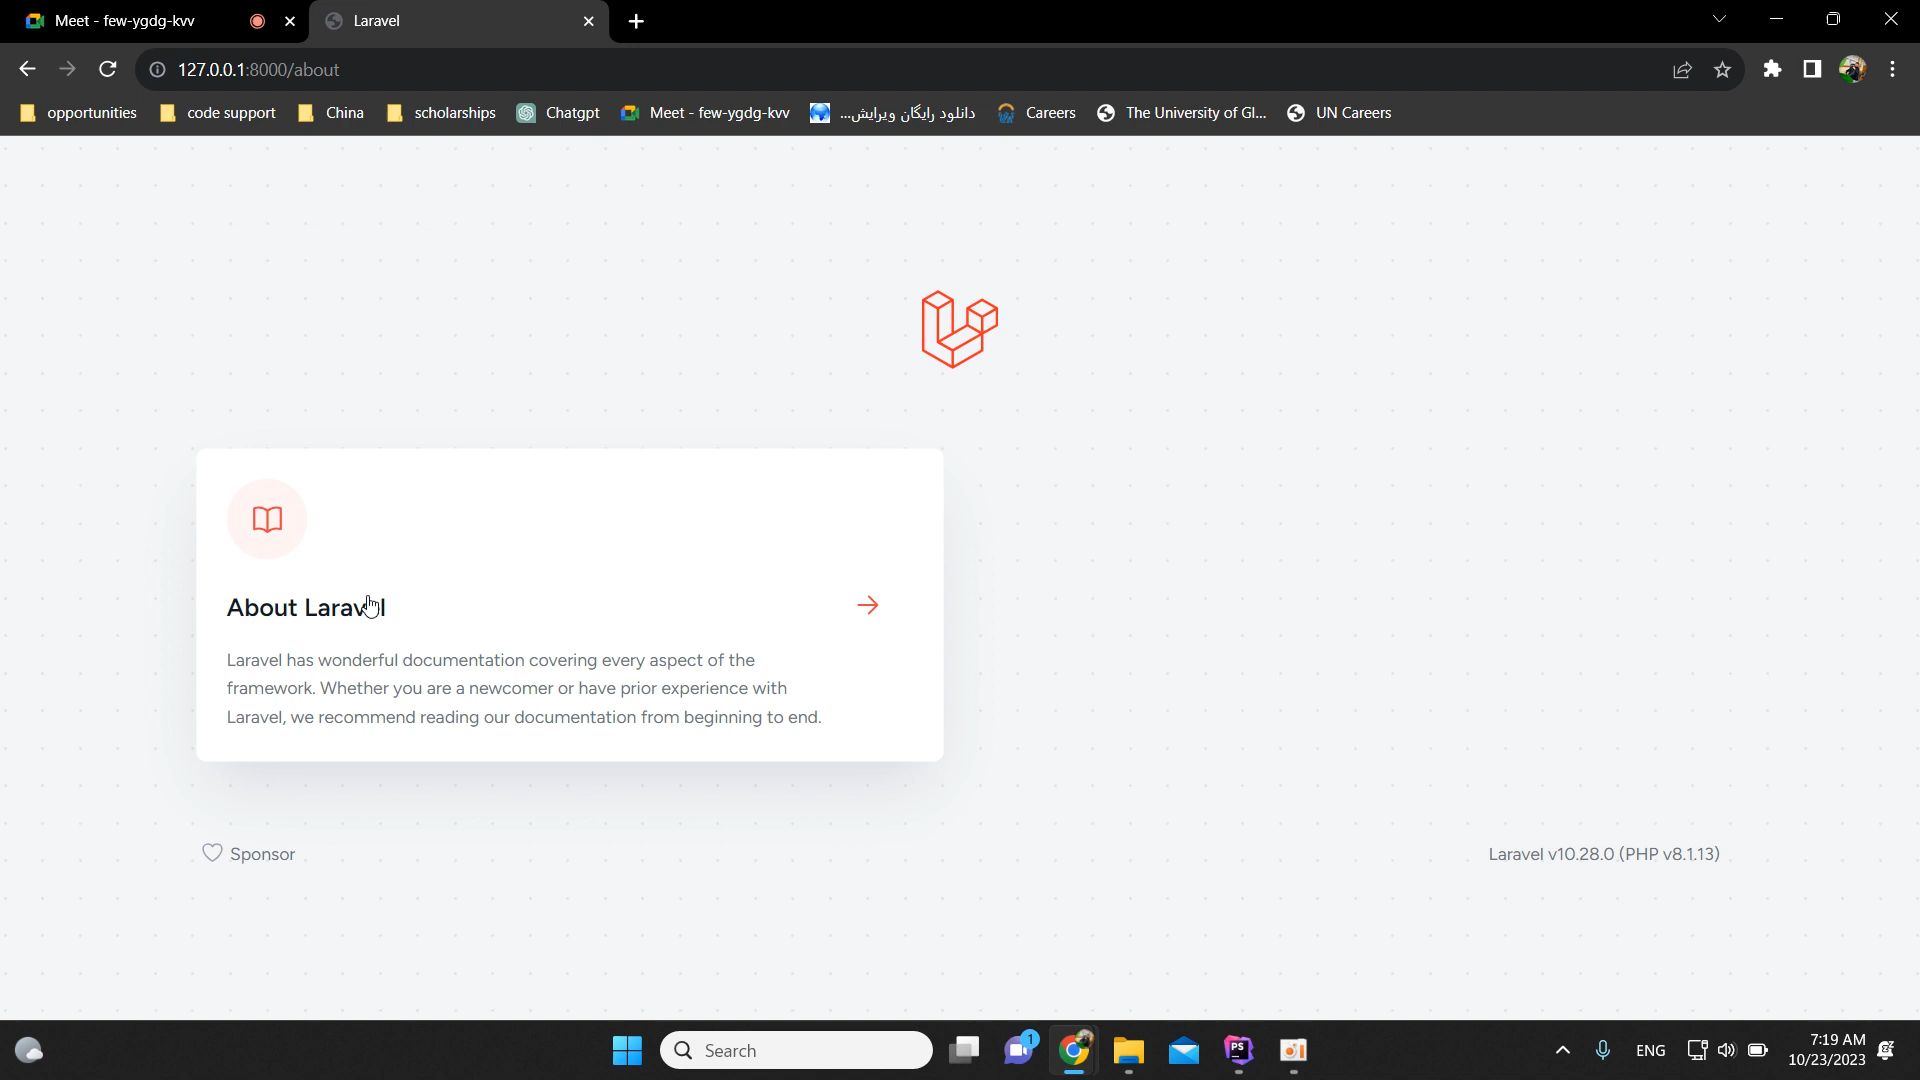 Meet - few-ygdg-kvv
Laravel
127.0.0.1:8000/about
opportunities
code support
China
scholarships
Chatgpt
Meet - few-ygdg-kvv
دانلود رایگان ویرایش...
Careers
The University of Gl...
UN Careers
About Laravel
Laravel has wonderful documentation covering every aspect of the
framework. Whether you are a newcomer or have prior experience with
Laravel, we recommend reading our documentation from beginning to end.
Sponsor
Laravel v10.28.0 (PHP v8.1.13)
Search
1
PS
ENG
7:19 AM
10/23/2023